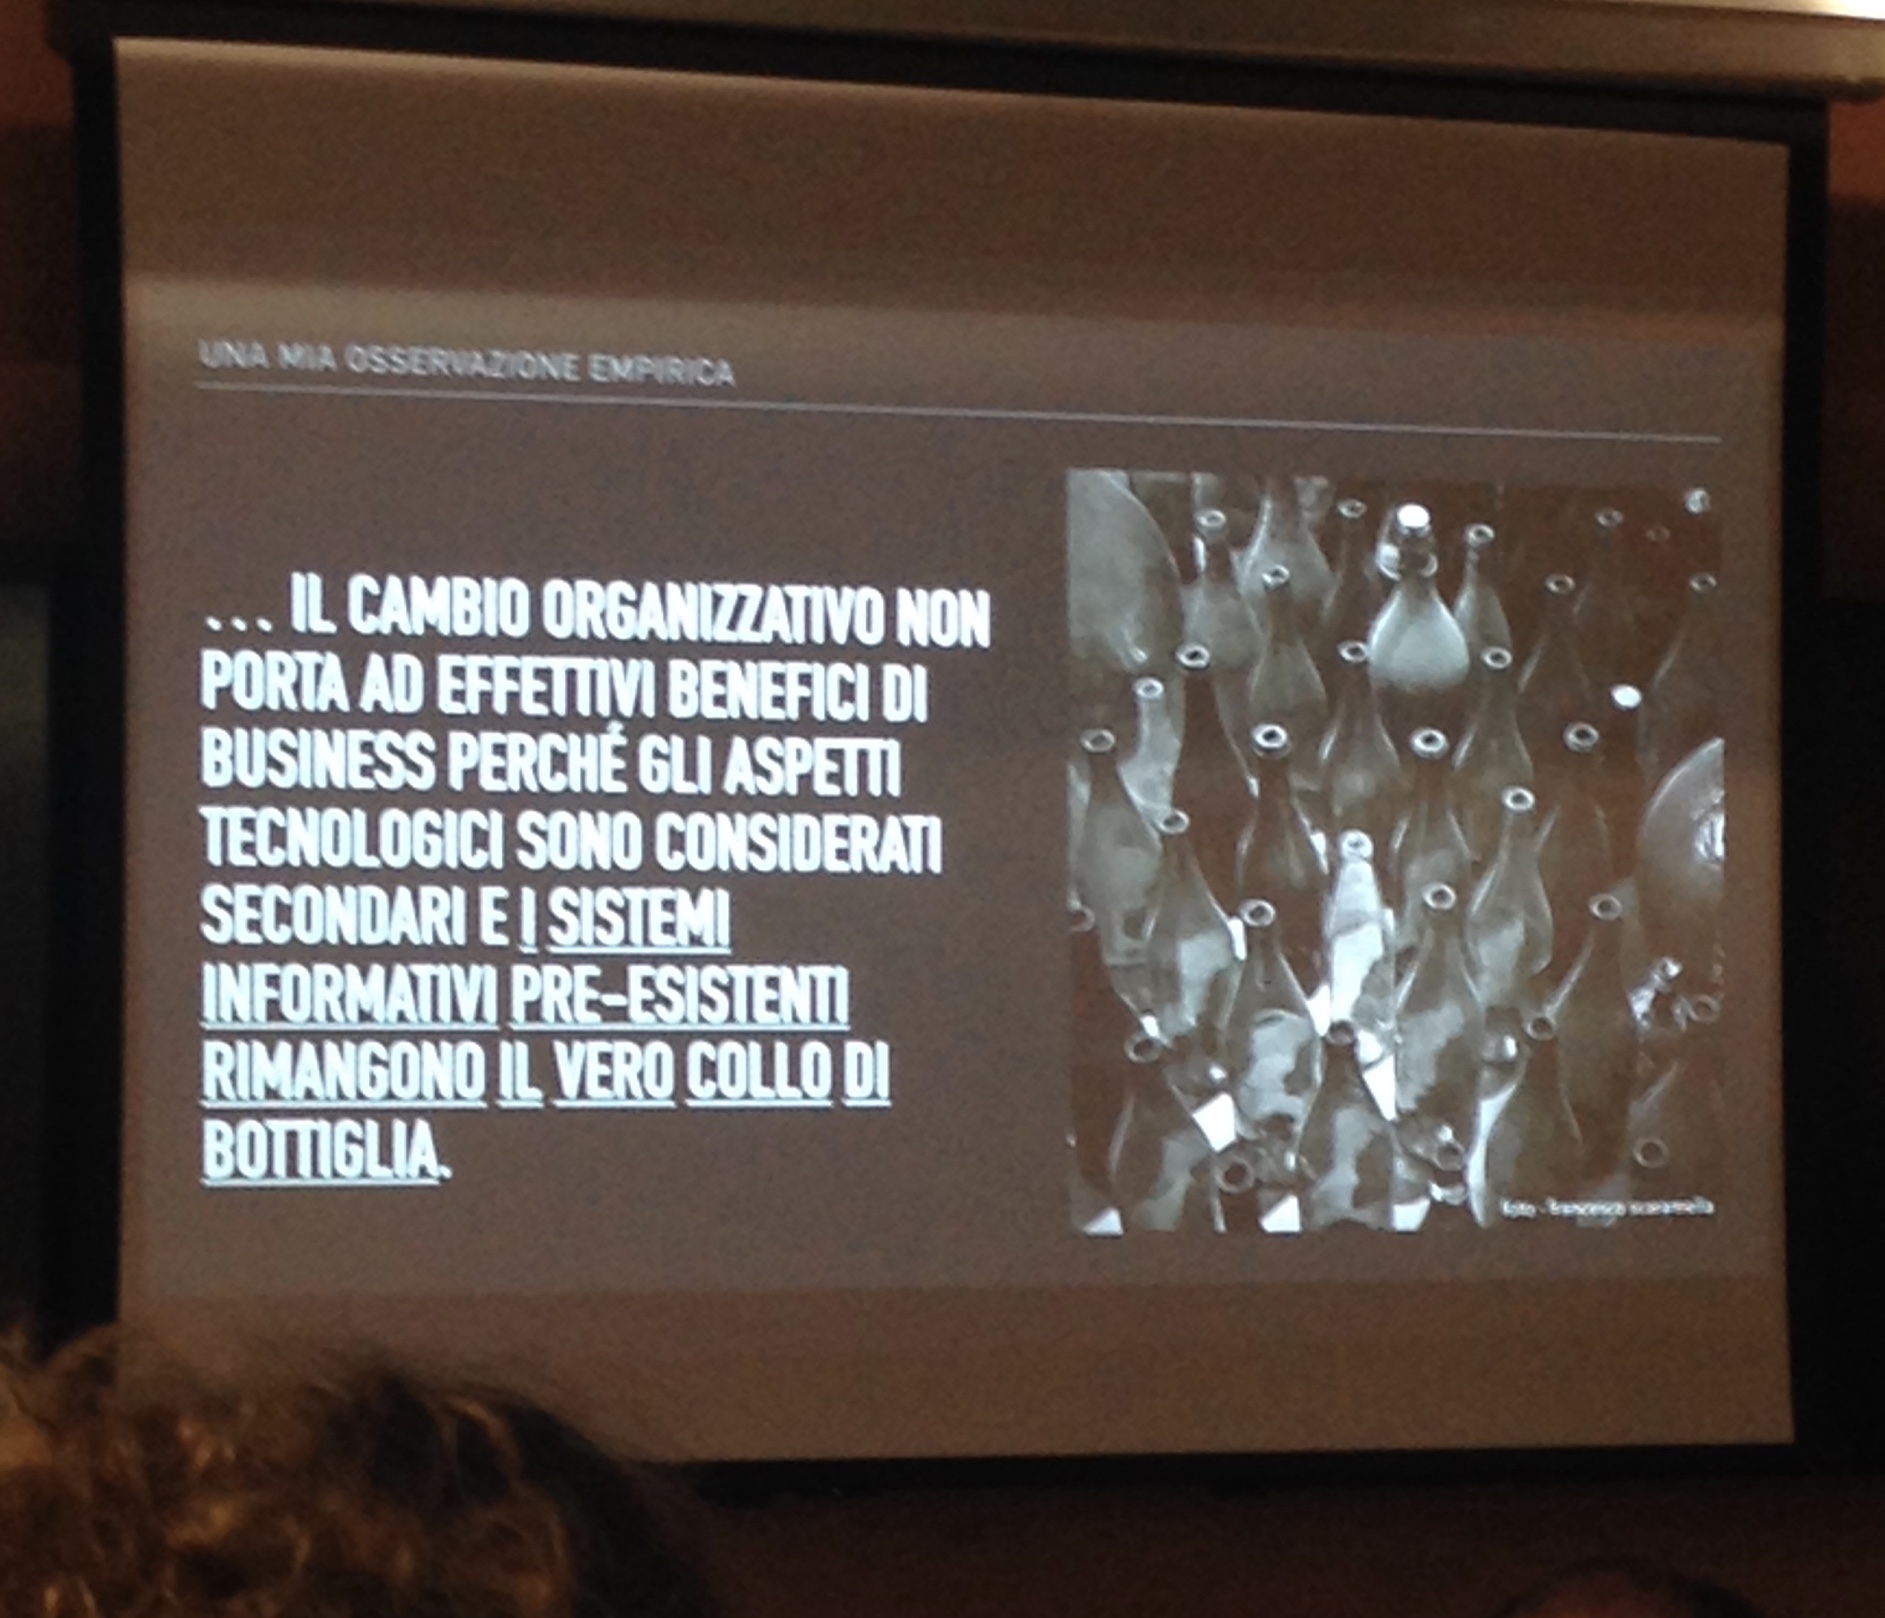 UNA MIA OSSERVAZIONE EMPIRICA
... IL CAMBIO ORGANIZZATIVO NON
PORTA AD EFFETTIVI BENEFICI DI
BUSINESS PERCHÉ GLI ASPETTI
TECNOLOGICI SONO CONSIDERATI
SECONDARI E I SISTEMI
INFORMATIVI PRE-ESISTENTI
RIMANGONO IL VERO COLLO DI
BOTTIGLIA.
foto - francesco